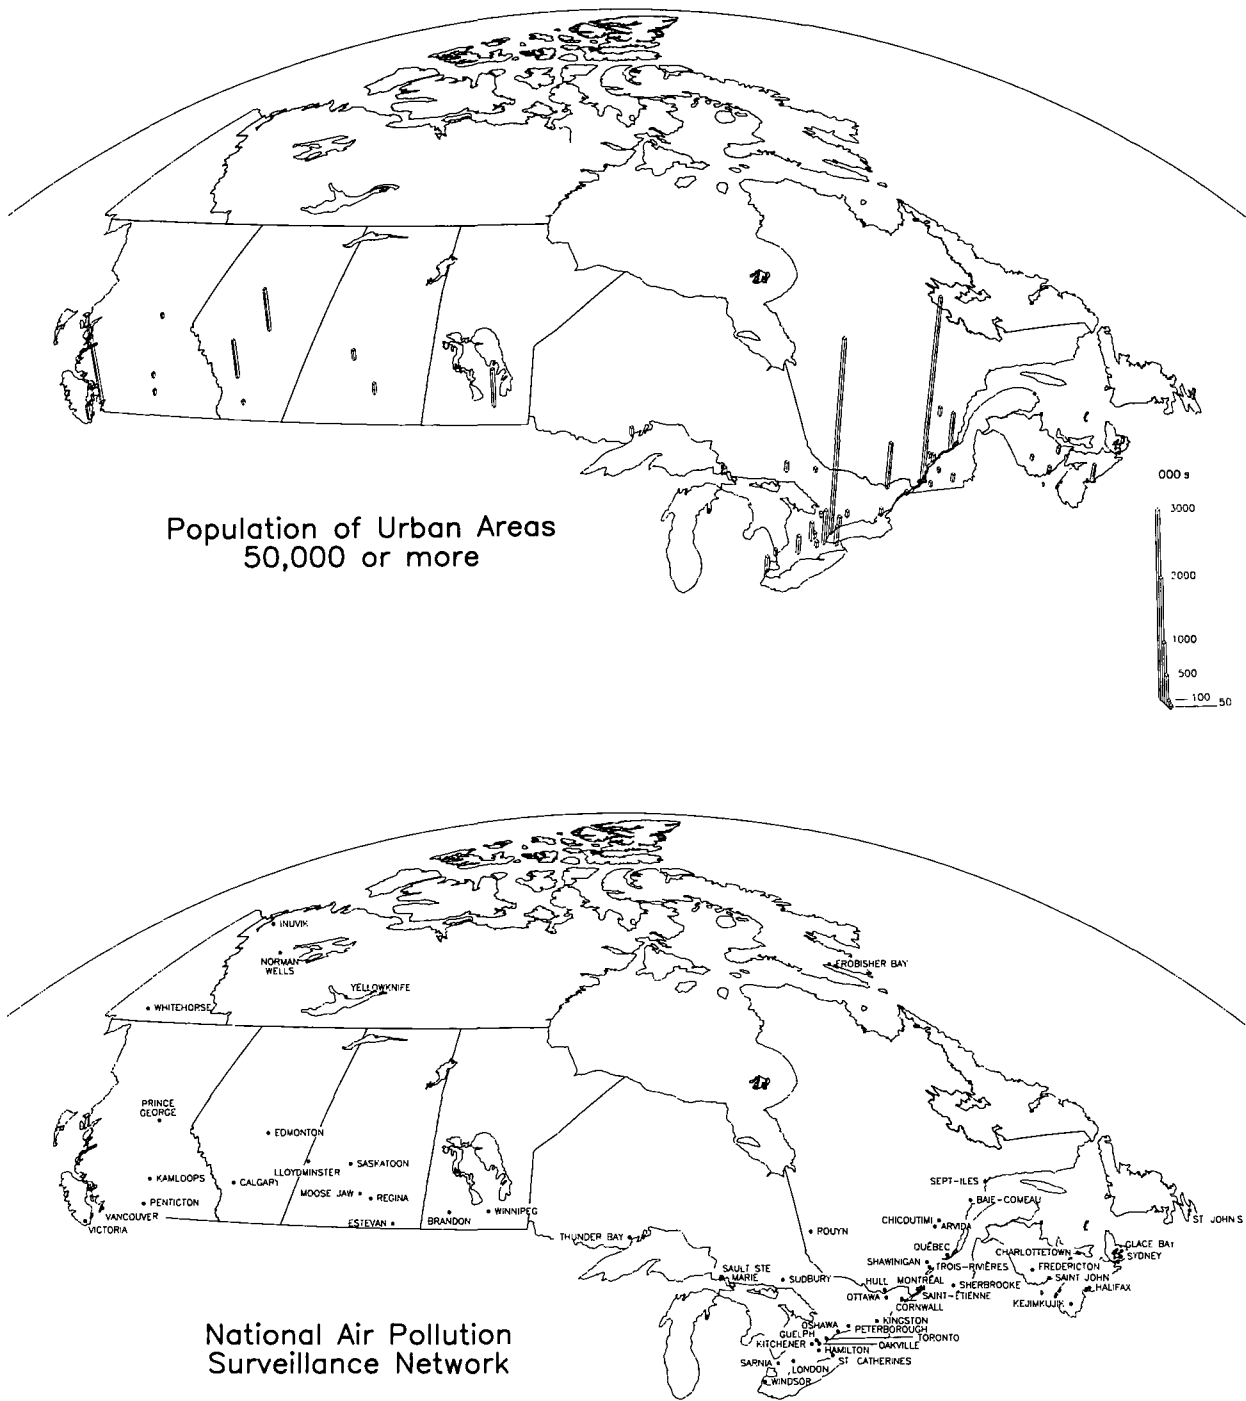 Population of Urban Areas
50,000 or more
000 s
3000
2000
1000
500
100
50
INUVIK
NORMAN
WELLS
FROBISHER BAY
YELLOWKNIFE
WHITEHORSE
PRINCE
GEORGE
EDMONTON
LLOYDMINSTER
SASKATOON
KAMLOOPS
CALGARY
MOOSE JAW
REGINA
PENTICTON
VANCOUVER
VICTORIA
ESTEVAN
BRANDON
WINNIPEG
THUNDER BAY
ROUYN
SEPT-ILES
BAIE-COMEAU
CHICOUTIMI
ARVIDA
ST JOHN S
QUÉBEC
CHARLOTTETOWN
GLACE BAY
SYDNEY
SHAWINIGAN
TROIS-RIVIÈRES
FREDERICTON
SAULT STE
MARIE
SUDBURY
HULL
MONTRÉAL
SHERBROOKE
SAINT JOHN
HALIFAX
OTTAWA
SAINT-ÉTIENNE
CORNWALL
KEJIMKUJIK
KINGSTON
OSHAWA
PETERBOROUGH
GUELPH
TORONTO
KITCHENER
OAKVILLE
HAMILTON
ST CATHERINES
SARNIA
LONDON
WINDSOR
National Air Pollution
Surveillance Network